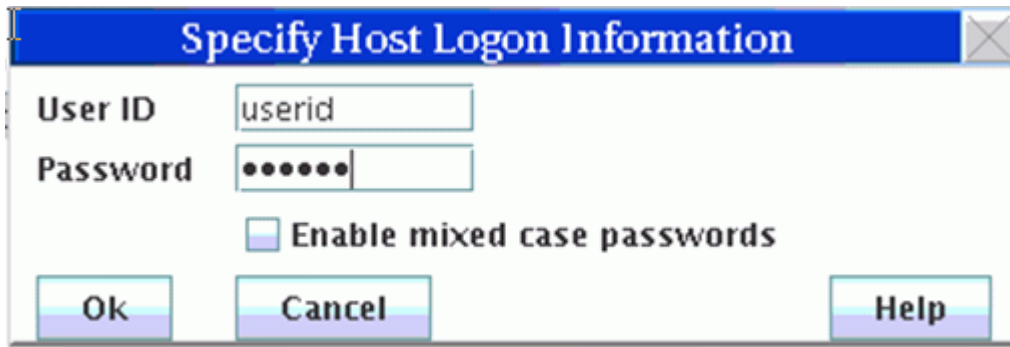 Specify Host Logon Information
User ID userid
Password ••••••
Enable mixed case passwords
Ok Cancel Help